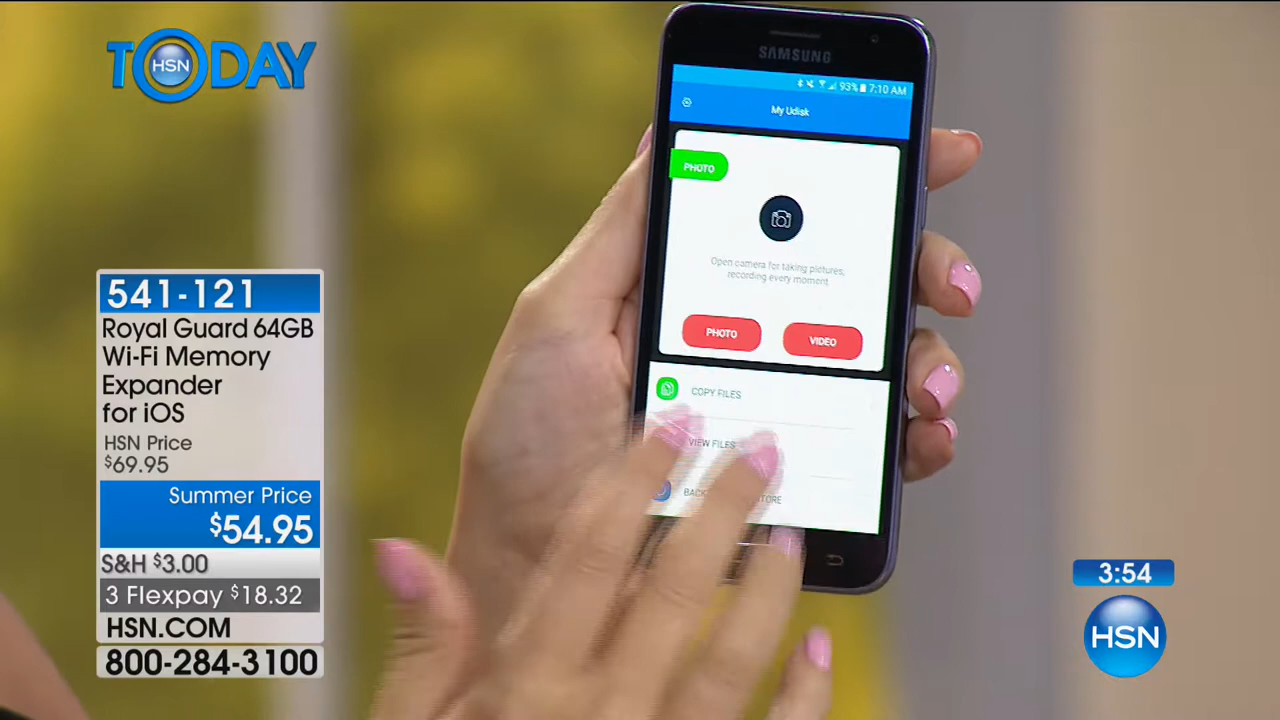 TODAY
HSN
541-121
Royal Guard 64GB
Wi-Fi Memory
Expander
for iOS
HSN Price
$69.95
Summer Price
$54.95
S&H $3.00
3 Flexpay $18.32
HSN.COM
800-284-3100
SAMSUNG
93% 7:10 AM
My Udisk
PHOTO
Open camera for taking pictures,
recording every moment
PHOTO
VIDEO
COPY FILES
VIEW FILES
3:54
HSN